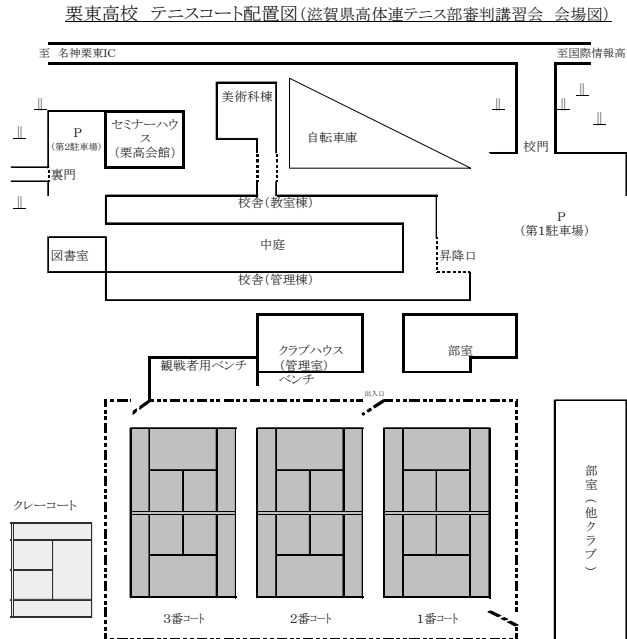 栗東高校 テニスコート配置図(滋賀県高体連テニス部審判講習会 会場図)
至 名神栗東IC
至国際情報高
美術科棟
自転車庫
P
(第2駐車場)
セミナーハウ
ス
(栗高会館)
校門
裏門
校舎(教室棟)
P
(第1駐車場)
中庭
図書室
昇降口
校舎(管理棟)
クラブハウス
(管理室)
ベンチ
部室
観戦者用ベンチ
出入口
クレーコート
部室(他クラブ)
3番コート
2番コート
1番コート